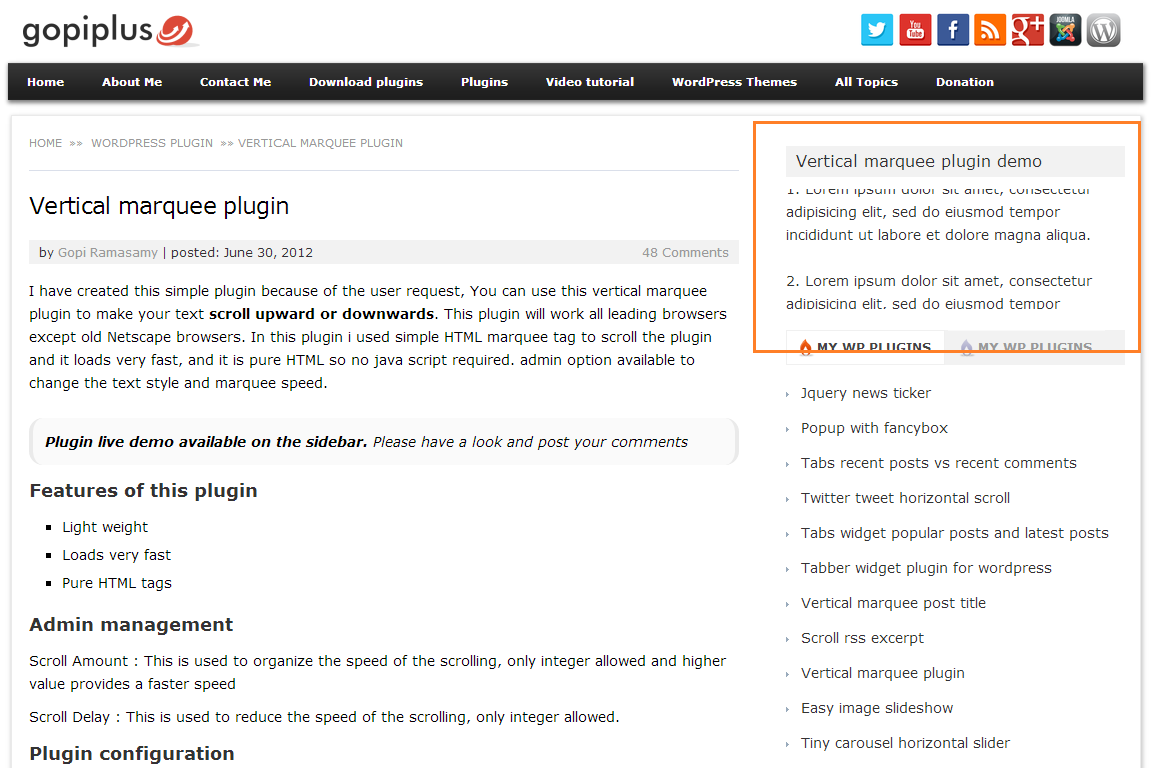 gopiplus
You Tube
f
g+
JOOMLA
Home About Me Contact Me Download plugins Plugins Video tutorial WordPress Themes All Topics Donation
HOME »» WORDPRESS PLUGIN »» VERTICAL MARQUEE PLUGIN
Vertical marquee plugin
by Gopi Ramasamy | posted: June 30, 2012 48 Comments
I have created this simple plugin because of the user request, You can use this vertical marquee
plugin to make your text scroll upward or downwards. This plugin will work all leading browsers
except old Netscape browsers. In this plugin i used simple HTML marquee tag to scroll the plugin
and it loads very fast, and it is pure HTML so no java script required. admin option available to
change the text style and marquee speed.
Plugin live demo available on the sidebar. Please have a look and post your comments
Features of this plugin
Light weight
Loads very fast
Pure HTML tags
Admin management
Scroll Amount : This is used to organize the speed of the scrolling, only integer allowed and higher
value provides a faster speed
Scroll Delay : This is used to reduce the speed of the scrolling, only integer allowed.
Plugin configuration
Vertical marquee plugin demo
1. Lorem ipsum dolor sit amet, consectetur
adipisicing elit, sed do eiusmod tempor
incididunt ut labore et dolore magna aliqua.
2. Lorem ipsum dolor sit amet, consectetur
adipisicing elit, sed do eiusmod tempor
MY WP PLUGINS MY WP PLUGINS
Jquery news ticker
Popup with fancybox
Tabs recent posts vs recent comments
Twitter tweet horizontal scroll
Tabs widget popular posts and latest posts
Tabber widget plugin for wordpress
Vertical marquee post title
Scroll rss excerpt
Vertical marquee plugin
Easy image slideshow
Tiny carousel horizontal slider